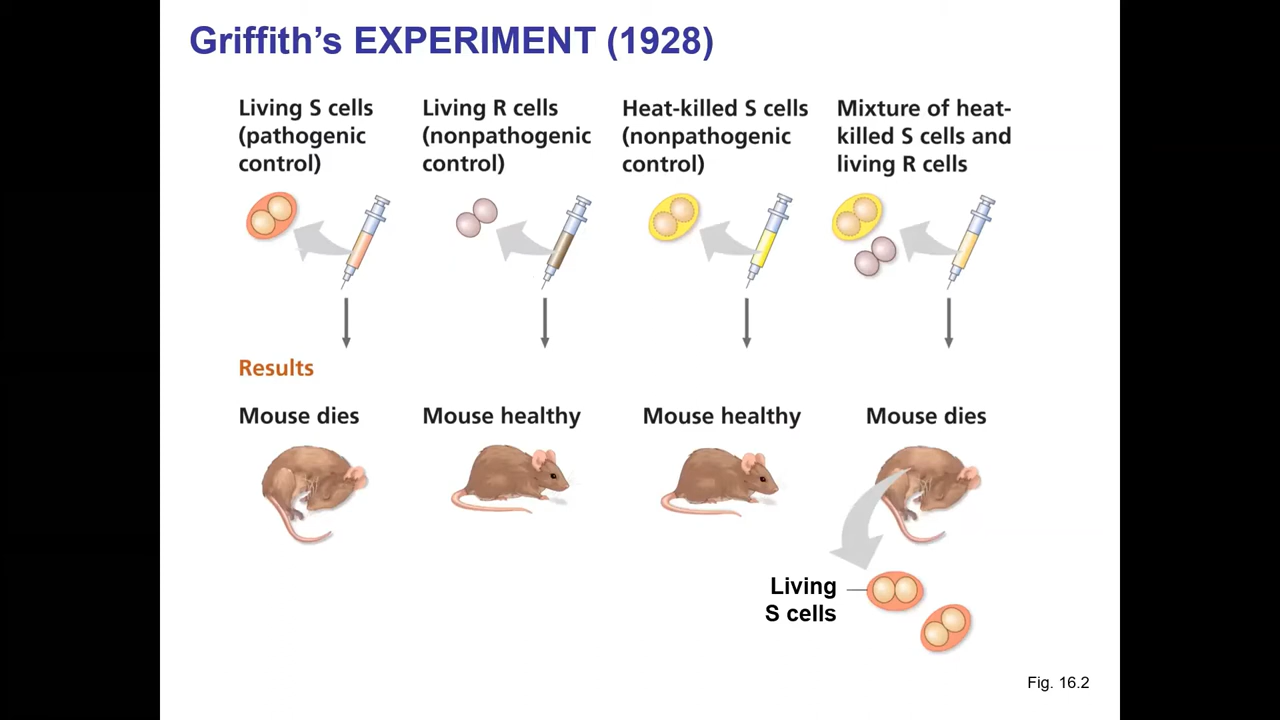 Griffith's EXPERIMENT (1928)
Living S cells
(pathogenic
control)
Living R cells
(nonpathogenic
control)
Heat-killed S cells
(nonpathogenic
control)
Mixture of heat-
killed S cells and
living R cells
Results
Mouse dies
Mouse healthy
Mouse healthy
Mouse dies
Living
S cells
Fig. 16.2